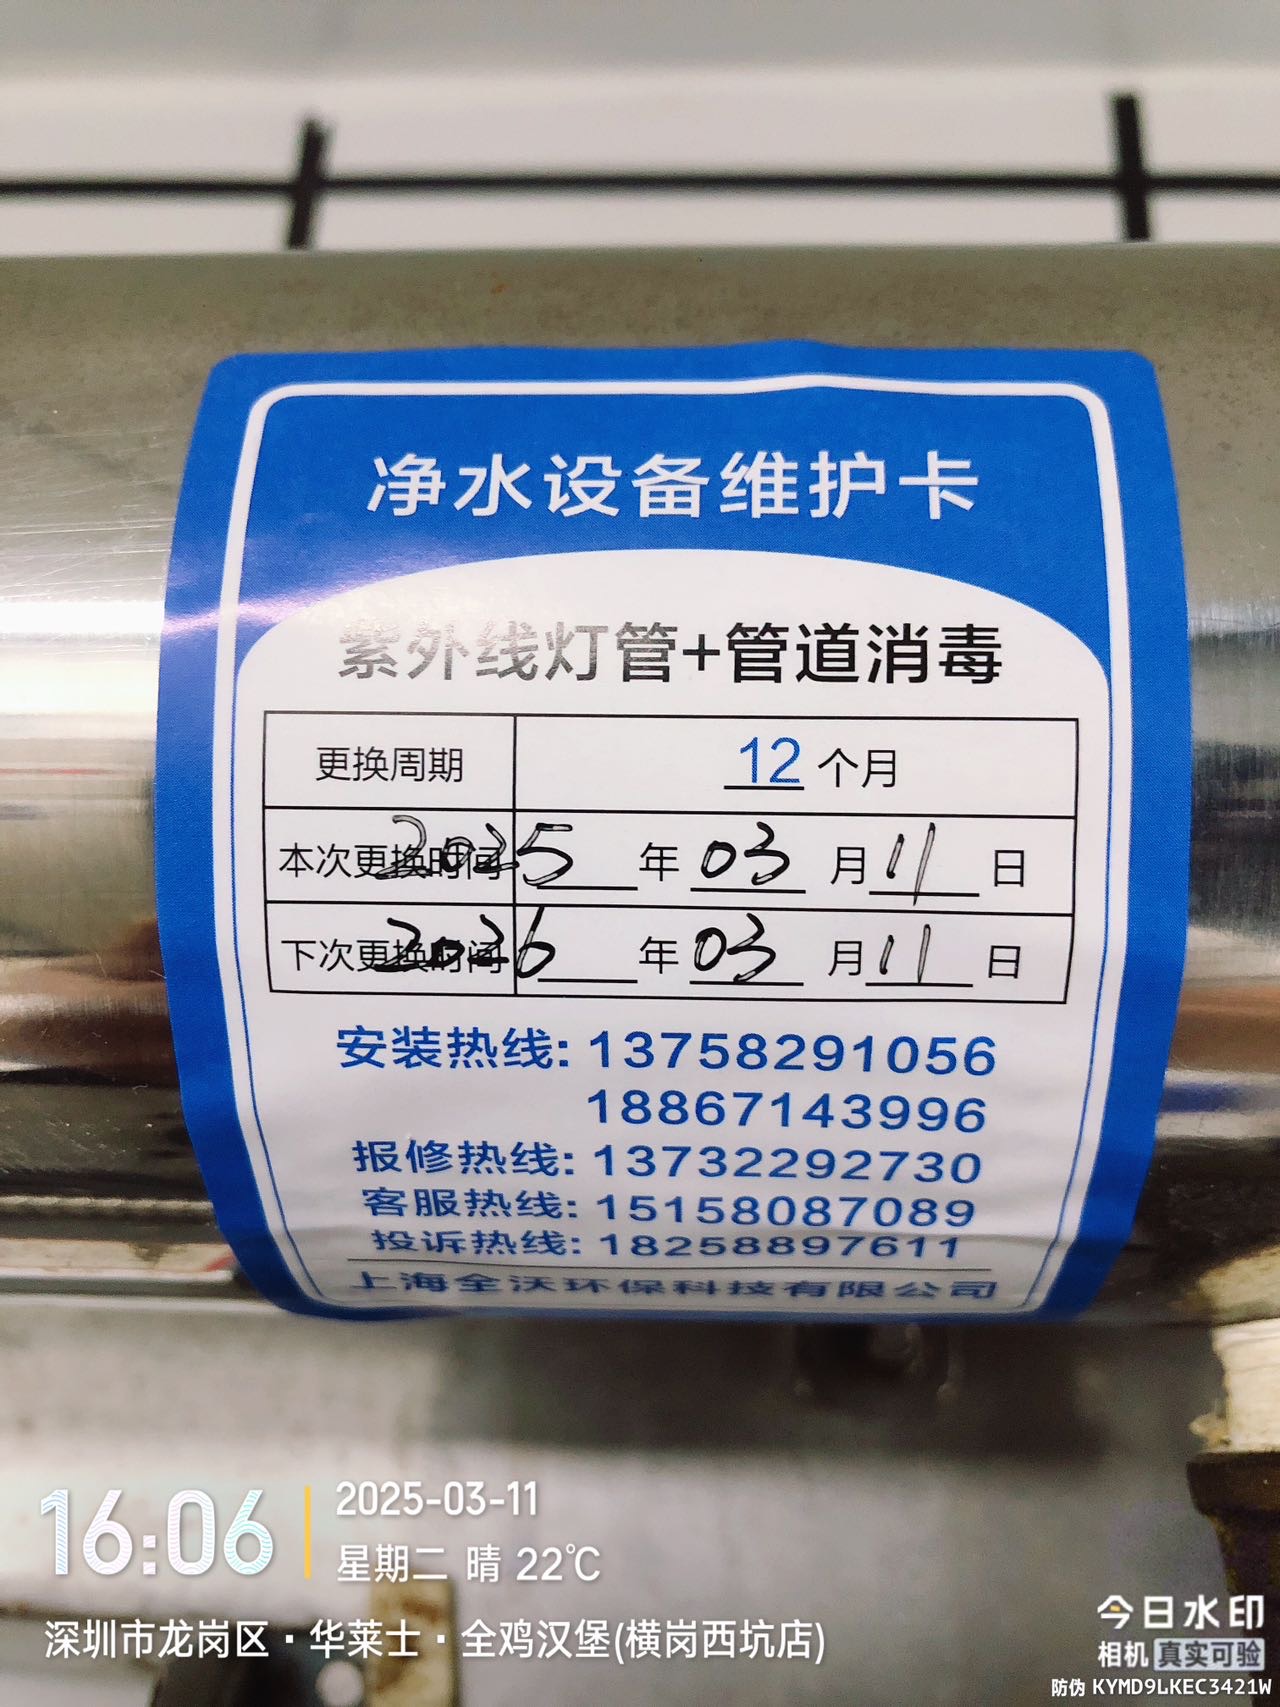 净水设备维护卡
紫外线灯管+管道消毒
更换周期 12 个月
本次更换时间 2025 年 03 月 11 日
下次更换时间 2026 年 03 月 11 日
安装热线: 13758291056
18867143996
报修热线: 13732292730
客服热线: 15158087089
投诉热线: 18258897611
上海全沃环保科技有限公司
16:06
2025-03-11
星期二 晴 22℃
深圳市龙岗区·华莱士·全鸡汉堡(横岗西坑店)
今日水印
相机 真实可验
防伪 KYMD9LKEC3421W